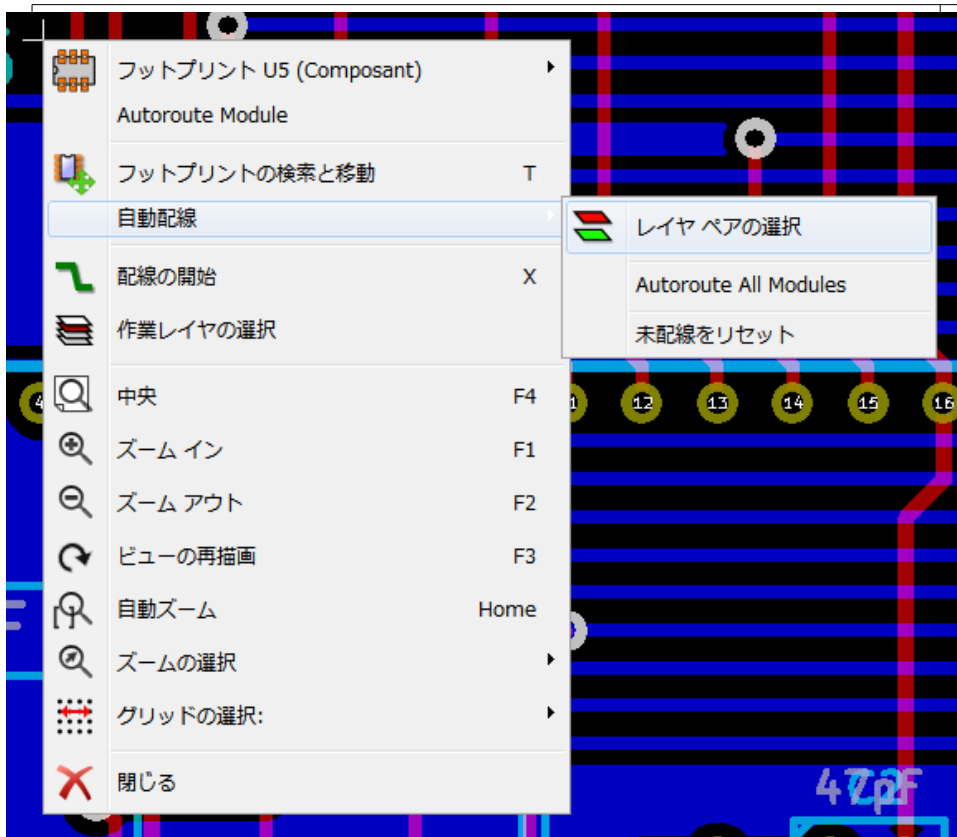 フットプリント U5 (Composant)
Autoroute Module
フットプリントの検索と移動 T
自動配線
レイヤ ペアの選択
Autoroute All Modules
未配線をリセット
配線の開始 X
作業レイヤの選択
中央 F4
12 13 14 15 16
ズーム イン F1
ズーム アウト F2
ビューの再描画 F3
自動ズーム Home
ズームの選択
グリッドの選択:
閉じる